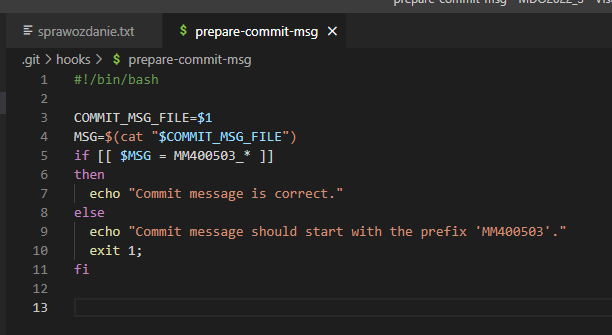 prepare-commit-msg - MDO2022_S - Vis
sprawozdanie.txt
$ prepare-commit-msg ×
.git > hooks > $ prepare-commit-msg
1 #!/bin/bash
2
3 COMMIT_MSG_FILE=$1
4 MSG=$(cat "$COMMIT_MSG_FILE")
5 if [[ $MSG = MM400503_* ]]
6 then
7 echo "Commit message is correct."
8 else
9 echo "Commit message should start with the prefix 'MM400503'."
10 exit 1;
11 fi
12
13